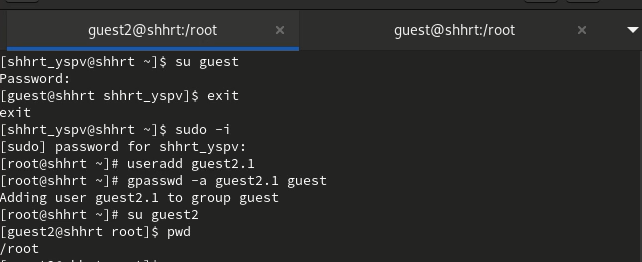 guest2@shhrt:/root
guest@shhrt:/root
[shhrt_yspv@shhrt ~]$ su guest
Password:
[guest@shhrt shhrt_yspv]$ exit
exit
[shhrt_yspv@shhrt ~]$ sudo -i
[sudo] password for shhrt_yspv:
[root@shhrt ~]# useradd guest2.1
[root@shhrt ~]# gpasswd -a guest2.1 guest
Adding user guest2.1 to group guest
[root@shhrt ~]# su guest2
[guest2@shhrt root]$ pwd
/root